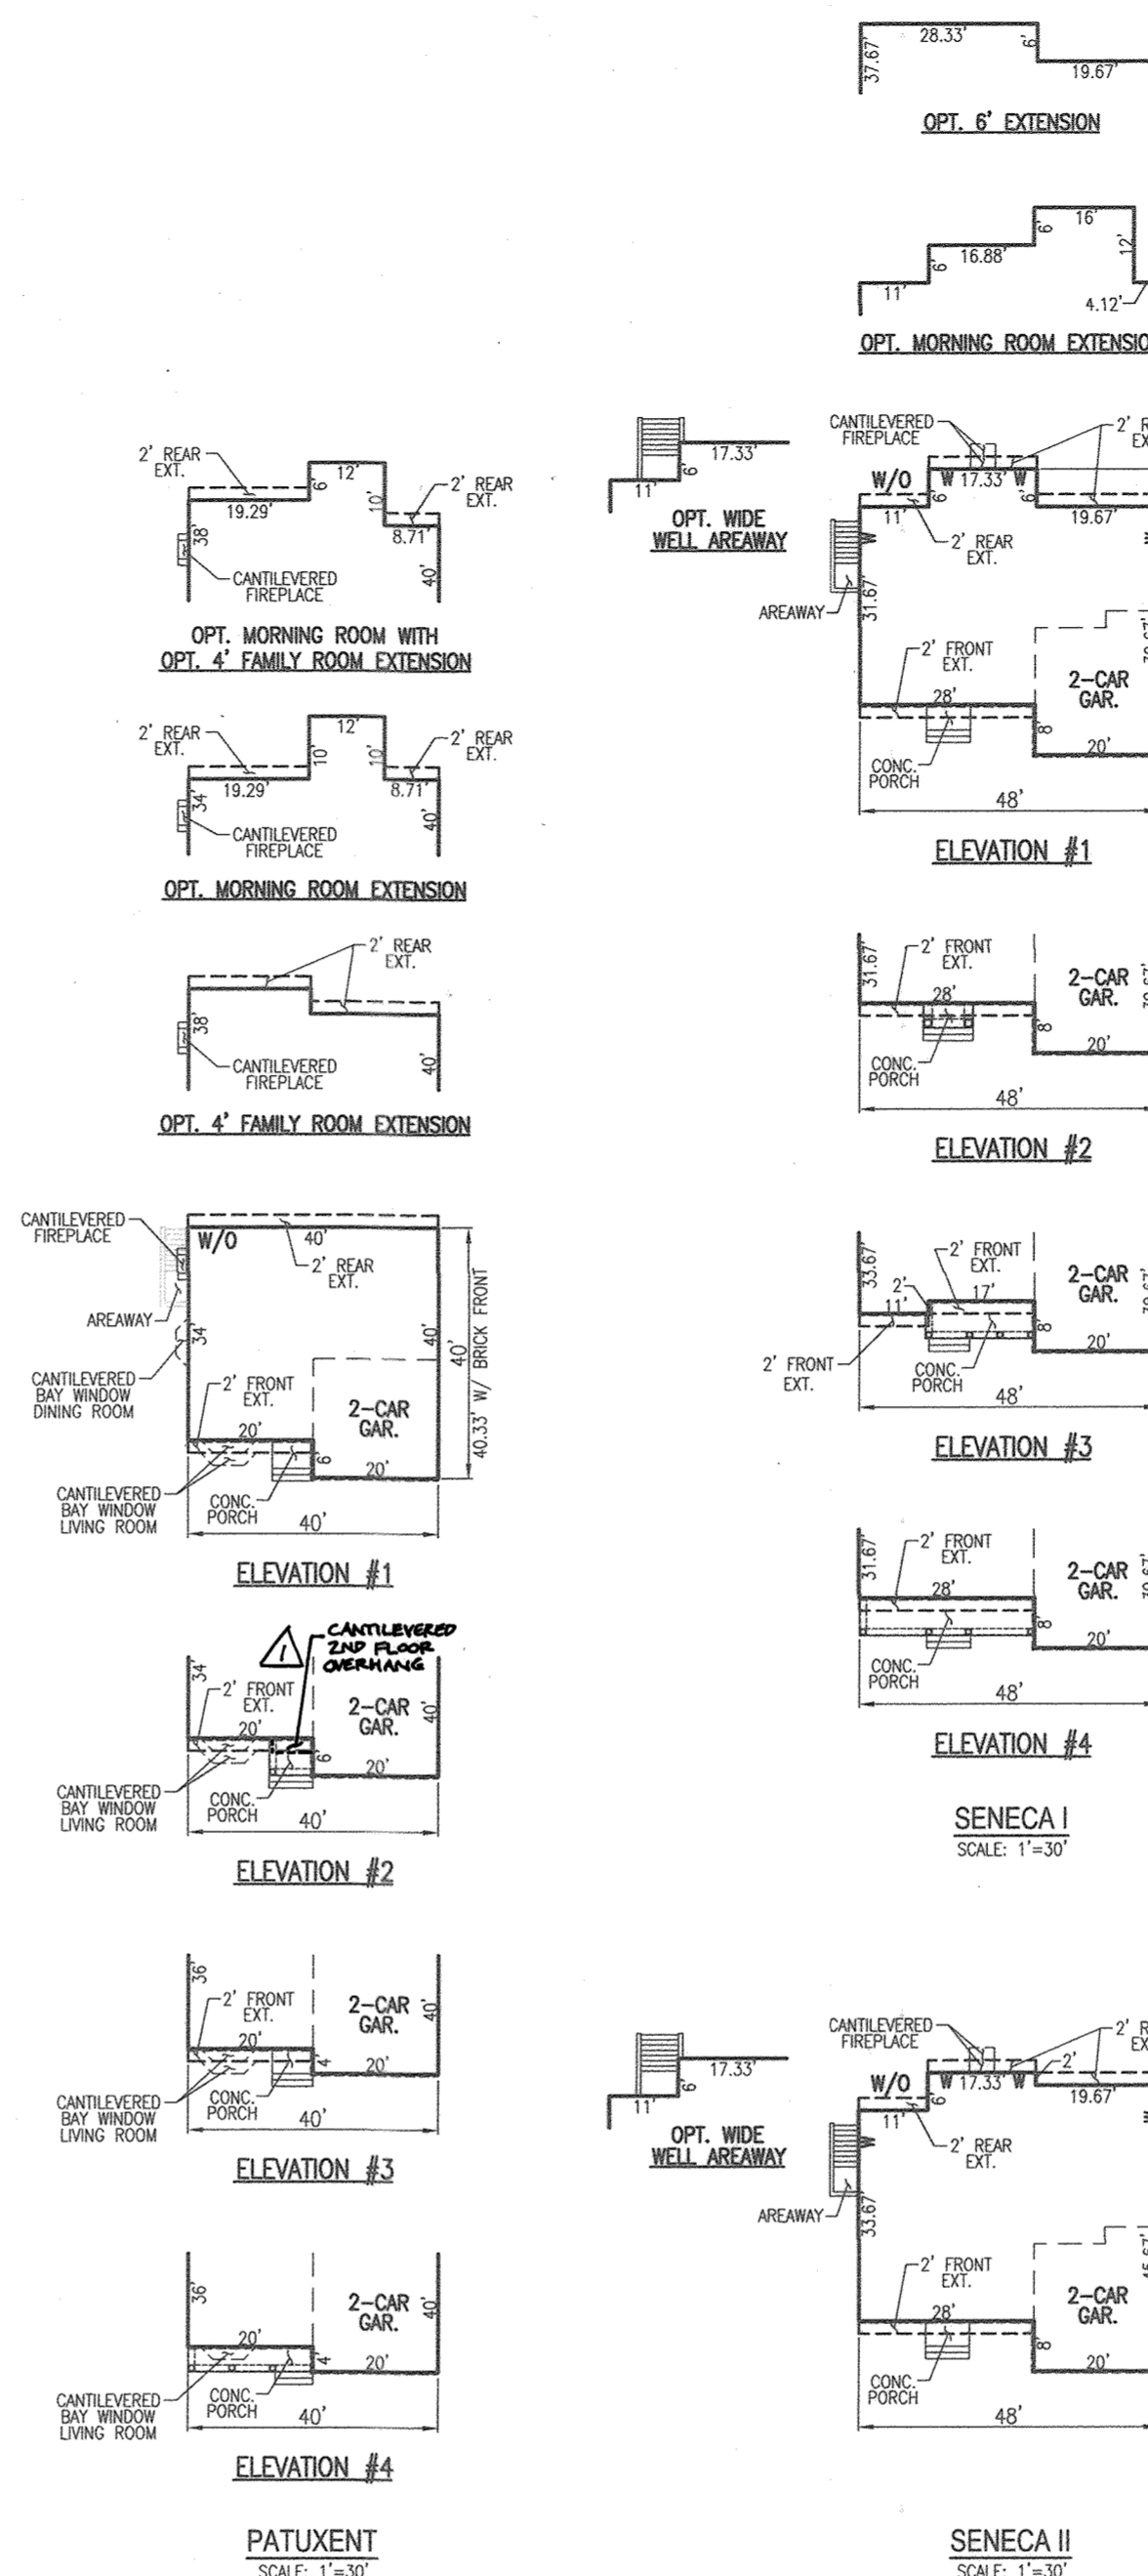 28.33'
6'
37.67'
19.67'
OPT. 6' EXTENSION
16'
6'
16.88'
12'
6'
11'
4.12'
OPT. MORNING ROOM EXTENSIO
2' REAR
EXT.
12'
6'
10'
2' REAR
EXT.
19.29'
8.71'
38'
40'
CANTILEVERED
FIREPLACE
OPT. MORNING ROOM WITH
OPT. 4' FAMILY ROOM EXTENSION
2' REAR
EXT.
12'
10'
10'
2' REAR
EXT.
19.29'
8.71'
34'
40'
CANTILEVERED
FIREPLACE
OPT. MORNING ROOM EXTENSION
2' REAR
EXT.
38'
40'
CANTILEVERED
FIREPLACE
OPT. 4' FAMILY ROOM EXTENSION
CANTILEVERED
FIREPLACE
W/O
40'
2' REAR
EXT.
AREAWAY
34'
40'
40'
40.33' W/ BRICK FRONT
CANTILEVERED
BAY WINDOW
DINING ROOM
2' FRONT
EXT.
2-CAR
GAR.
20'
6'
20'
CANTILEVERED
BAY WINDOW
LIVING ROOM
CONC.
PORCH
40'
ELEVATION #1
1
CANTILEVERED
2ND FLOOR
OVERHANG
34'
2' FRONT
EXT.
2-CAR
GAR.
40'
20'
6'
20'
CANTILEVERED
BAY WINDOW
LIVING ROOM
CONC.
PORCH
40'
ELEVATION #2
36'
2' FRONT
EXT.
2-CAR
GAR.
40'
20'
4'
20'
CANTILEVERED
BAY WINDOW
LIVING ROOM
CONC.
PORCH
40'
ELEVATION #3
36'
2-CAR
GAR.
40'
20'
4'
20'
CANTILEVERED
BAY WINDOW
LIVING ROOM
CONC.
PORCH
40'
ELEVATION #4
PATUXENT
SCALE: 1'=30'
17.33'
6'
11'
OPT. WIDE
WELL AREAWAY
CANTILEVERED
FIREPLACE
2' R
EX
W/O
W
17.33'
W
6'
6'
11'
19.67'
2' REAR
EXT.
W
AREAWAY
31.67'
2' FRONT
EXT.
2-CAR
GAR.
28'
8'
20'
CONC.
PORCH
48'
ELEVATION #1
31.67'
2' FRONT
EXT.
2-CAR
GAR.
39.67'
28'
8'
20'
CONC.
PORCH
48'
ELEVATION #2
33.67'
2' FRONT
EXT.
2-CAR
GAR.
39.67'
2'
11'
17'
8'
20'
2' FRONT
EXT.
CONC.
PORCH
48'
ELEVATION #3
31.67'
2' FRONT
EXT.
2-CAR
GAR.
39.67'
28'
8'
20'
CONC.
PORCH
48'
ELEVATION #4
SENECA I
SCALE: 1'=30'
17.33'
6'
11'
OPT. WIDE
WELL AREAWAY
CANTILEVERED
FIREPLACE
2' R
EX
2'
W/O
W
17.33'
W
6'
11'
19.67'
2' REAR
EXT.
W
AREAWAY
33.67'
2' FRONT
EXT.
2-CAR
GAR.
45.67'
28'
8'
20'
CONC.
PORCH
48'
ELEVATION #1
SENECA II
SCALE: 1'=30'